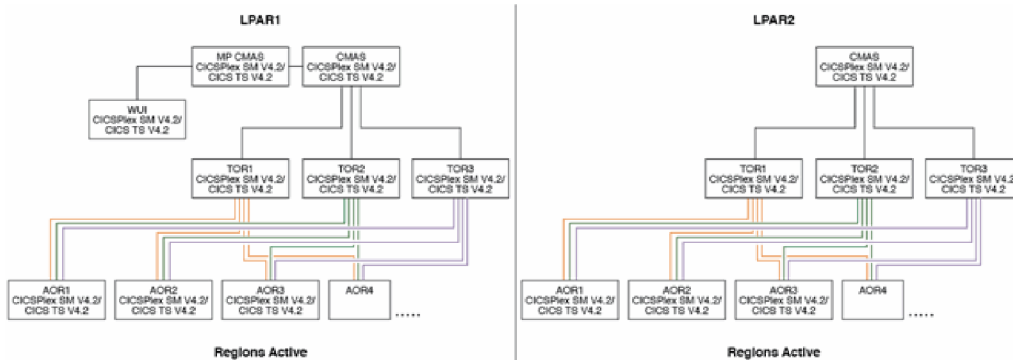 LPAR1
MP CMAS
CICSPlex SM V4.2/
CICS TS V4.2
CMAS
CICSPlex SM V4.2/
CICS TS V4.2
WUI
CICSPlex SM V4.2/
CICS TS V4.2
TOR1
CICSPlex SM V4.2/
CICS TS V4.2
TOR2
CICSPlex SM V4.2/
CICS TS V4.2
TOR3
CICSPlex SM V4.2/
CICS TS V4.2
AOR1
CICSPlex SM V4.2/
CICS TS V4.2
AOR2
CICSPlex SM V4.2/
CICS TS V4.2
AOR3
CICSPlex SM V4.2/
CICS TS V4.2
AOR4
.....
Regions Active
LPAR2
CMAS
CICSPlex SM V4.2/
CICS TS V4.2
TOR1
CICSPlex SM V4.2/
CICS TS V4.2
TOR2
CICSPlex SM V4.2/
CICS TS V4.2
TOR3
CICSPlex SM V4.2/
CICS TS V4.2
AOR1
CICSPlex SM V4.2/
CICS TS V4.2
AOR2
CICSPlex SM V4.2/
CICS TS V4.2
AOR3
CICSPlex SM V4.2/
CICS TS V4.2
AOR4
.....
Regions Active